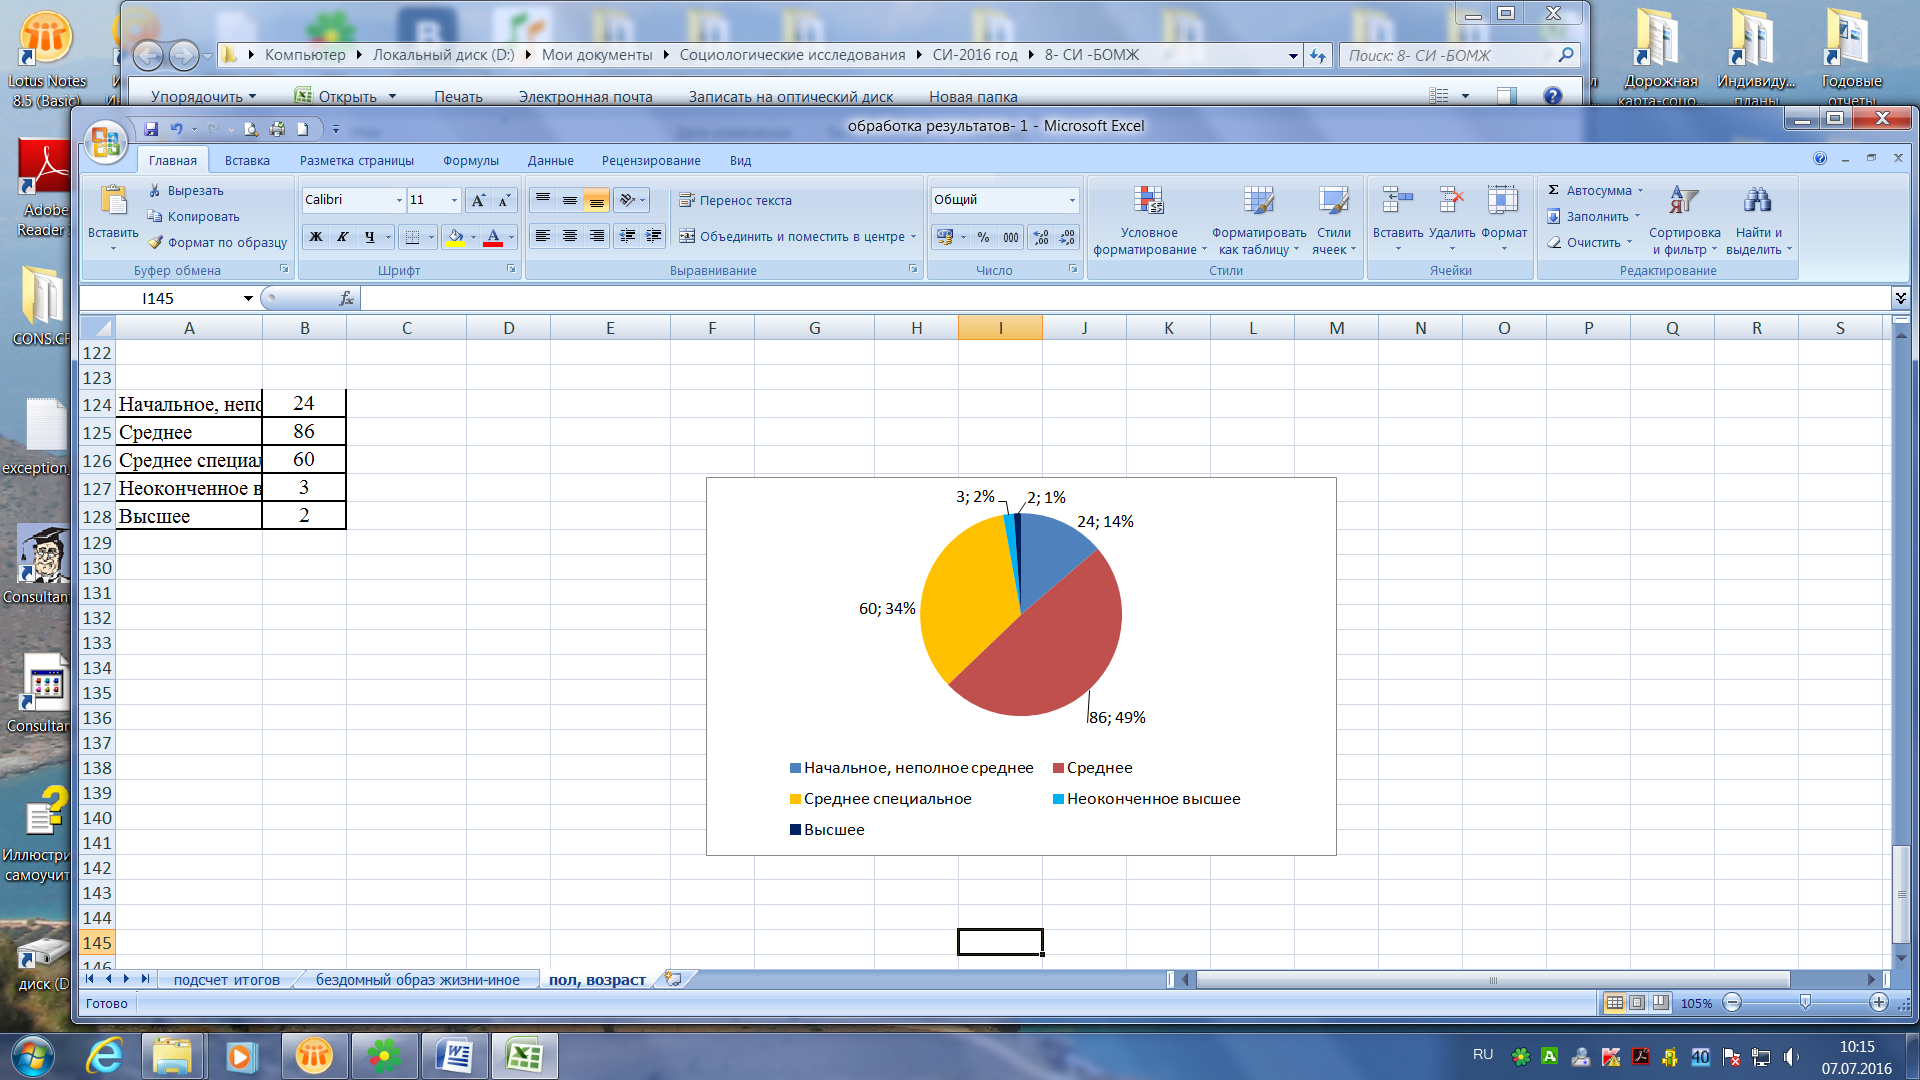 Lotus Notes
8.5 (Basic)
Adobe
Reader
CONS.CF
exception_
Consultan
Consultan
Иллюстри
самоучит
диск (D
Дорожная
карта-соцо...
Индивиду...
планы
Годовые
отчеты
Компьютер
Локальный диск (D:)
Мои документы
Социологические исследования
СИ-2016 год
8- СИ -БОМЖ
Поиск: 8- СИ -БОМЖ
Упорядочить
Открыть
Печать
Электронная почта
Записать на оптический диск
Новая папка
обработка результатов- 1 - Microsoft Excel
Главная
Вставка
Разметка страницы
Формулы
Данные
Рецензирование
Вид
Вставить
Вырезать
Копировать
Формат по образцу
Буфер обмена
Calibri
11
Ж К Ч
Шрифт
Перенос текста
Объединить и поместить в центре
Выравнивание
Общий
% 000
Число
Условное
форматирование
Форматировать
как таблицу
Стили
ячеек
Стили
Вставить
Удалить
Формат
Ячейки
Σ Автосумма
Заполнить
Очистить
Сортировка
и фильтр
Найти и
выделить
Редактирование
I145
fx
A B C D E F G H I J K L M N O P Q R S
122
123
124 Начальное, непо 24
125 Среднее 86
126 Среднее специал 60
127 Неоконченное в 3
128 Высшее 2
129
130
131
132
133
134
135
136
137
138
139
140
141
142
143
144
145
146
3; 2%
2; 1%
24; 14%
60; 34%
86; 49%
Начальное, неполное среднее
Среднее
Среднее специальное
Неоконченное высшее
Высшее
подсчет итогов
бездомный образ жизни-иное
пол, возраст
Готово
105%
RU
40
10:15
07.07.2016